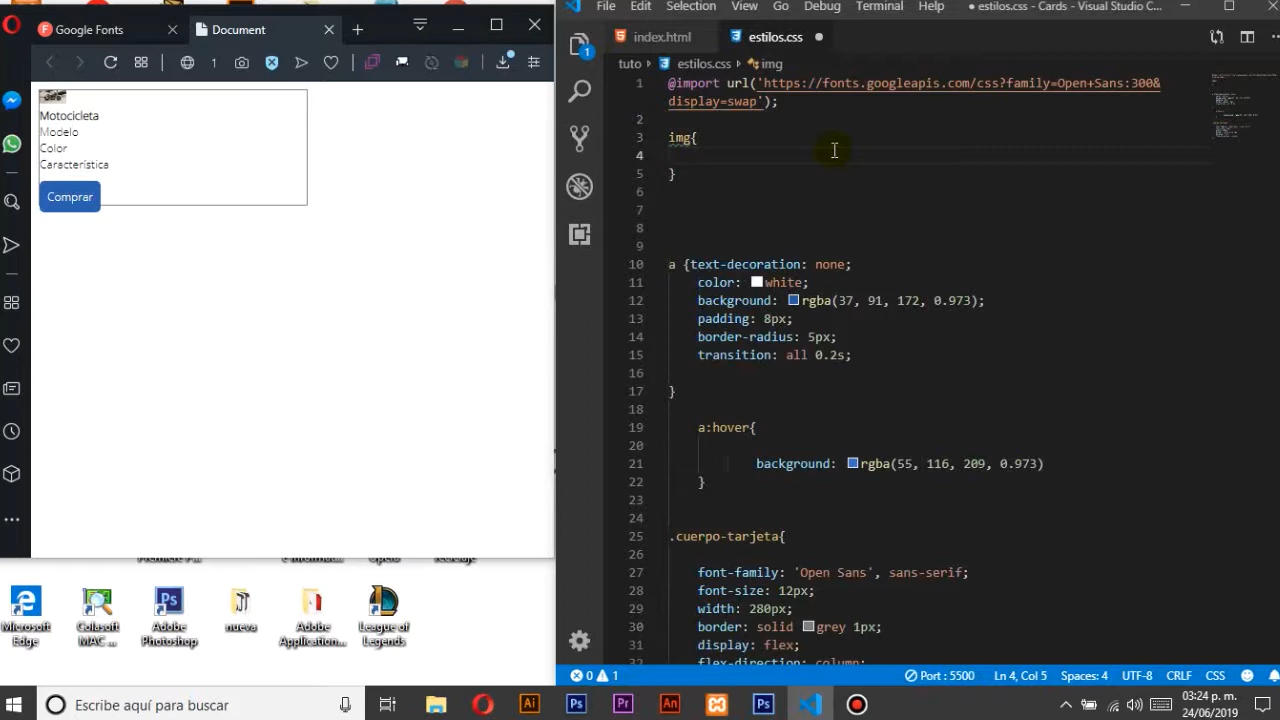 Google Fonts
Document
1
Motocicleta
Modelo
Color
Característica
Comprar
Microsoft Edge
Colasoft MAC ...
Adobe Photoshop
nueva
Adobe Application...
League of Legends
File Edit Selection View Go Debug Terminal Help
estilos.css - Cards - Visual Studio C...
index.html
estilos.css
tuto > estilos.css > img
1 @import url('https://fonts.googleapis.com/css?family=Open+Sans:300&
display=swap');
2
3 img{
4
5 }
6
7
8
9
10 a {text-decoration: none;
11 color: white;
12 background: rgba(37, 91, 172, 0.973);
13 padding: 8px;
14 border-radius: 5px;
15 transition: all 0.2s;
16
17 }
18
19 a:hover{
20
21 background: rgba(55, 116, 209, 0.973)
22 }
23
24
25 .cuerpo-tarjeta{
26
27 font-family: 'Open Sans', sans-serif;
28 font-size: 12px;
29 width: 280px;
30 border: solid grey 1px;
31 display: flex;
32 flex-direction: column;
1
0 1
Port : 5500
Ln 4, Col 5
Spaces: 4
UTF-8
CRLF
CSS
Escribe aquí para buscar
03:24 p.m.
24/06/2019